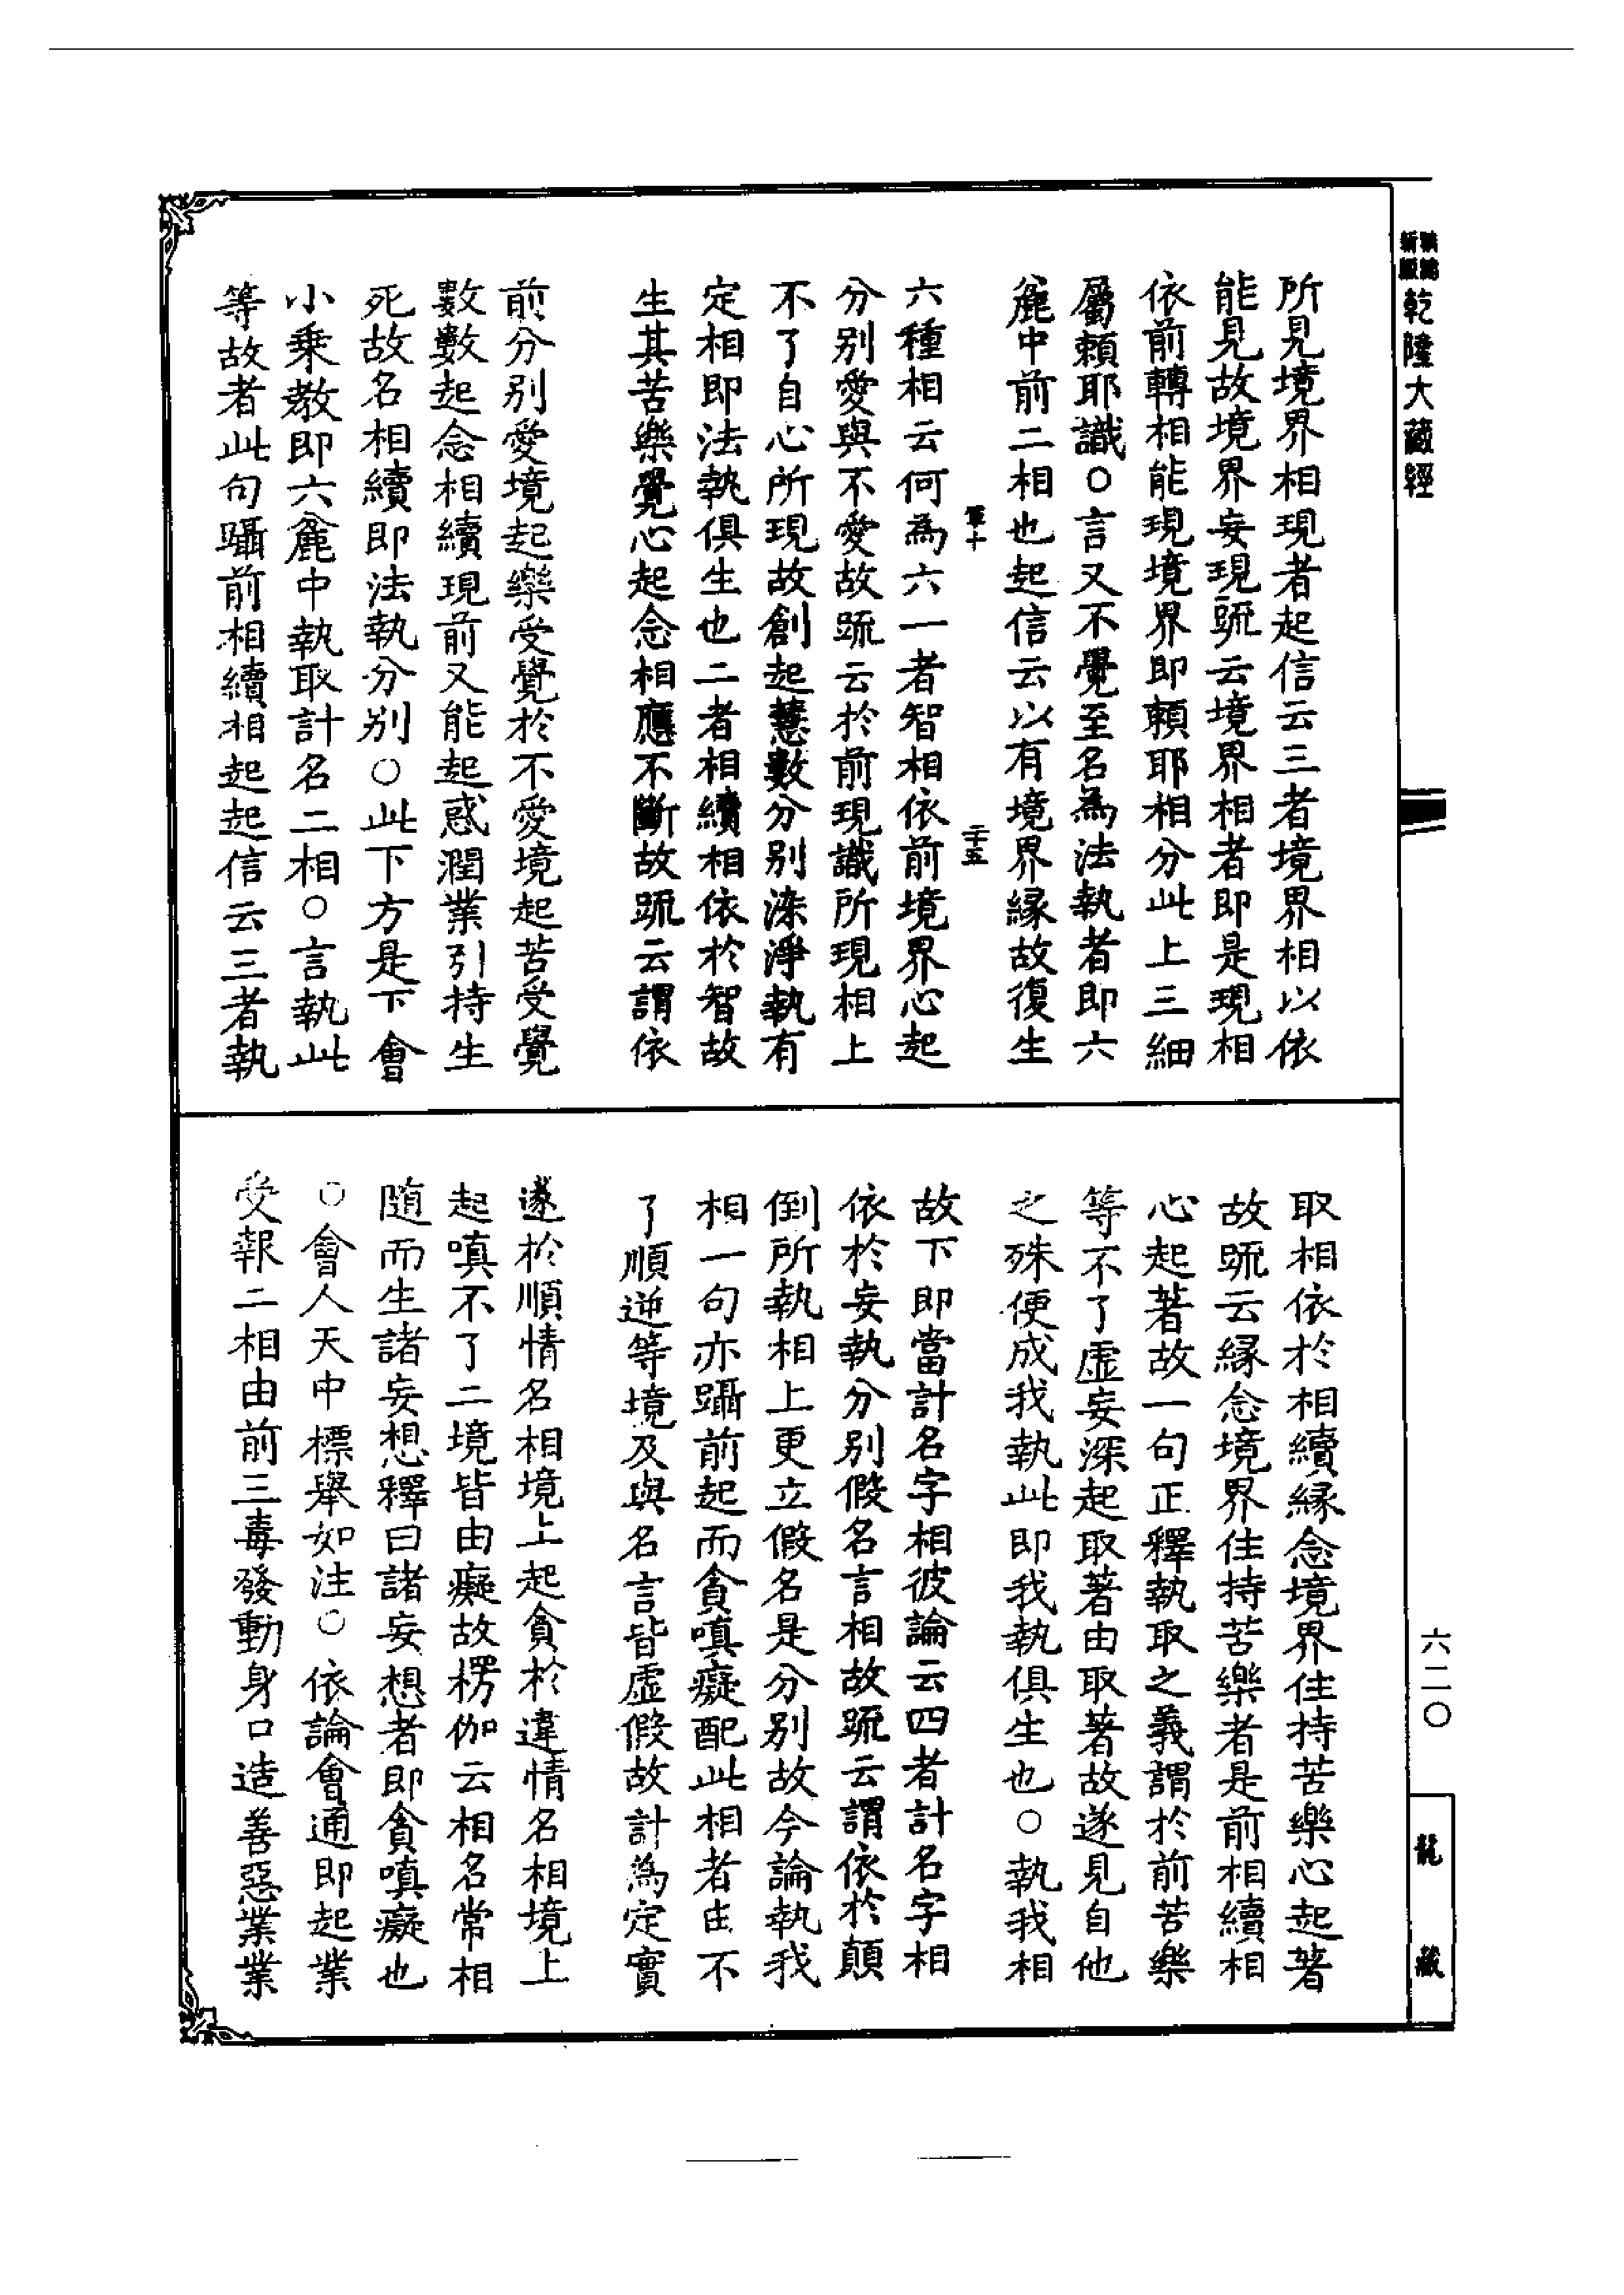 乾隆大藏經
所見境界相現者起信云三者境界相以依
能見故境界妄現䟽云境界相者即是現相
依前轉相能現境界即頼耶相分此上三細
屬頼耶識○言又不覺至名為法執者即六
麄中前二相也起信云以有境界緣故復生
六種相云何為六一者智相依前境界心起
分别愛與不愛故䟽云於前現識所現相上
不了自心所現故創起慧數分别染淨執有
定相即法執俱生也二者相續相依於智故
生其苦樂覺心起念相應不斷故䟽云謂依
前分别愛境起樂受覺於不愛境起苦受覺
數數起念相續現前又能起惑潤業引持生
死故名相續即法執分别○此下方是下會
小乗教即六麄中執取計名二相○言執此
等故者此句躡前相續相起起信云三者執
取相依於相續緣念境界住持苦樂心起著
故䟽云緣念境界住持苦樂者是前相續相
心起著故一句正釋執取之義謂於前苦樂
等不了虛妄深起取著由取著故遂見自他
之殊便成我執此即我執俱生也○執我相
故下即當計名字相彼論云四者計名字相
依於妄執分别假名言相故䟽云謂依於顛
倒所執相上更立假名是分别故今論執我
相一句亦躡前起而貪嗔癡配此相者由不
了順逆等境及與名言皆虛假故計為定實
遂於順情名相境上起貪於違情名相境上
起嗔不了二境皆由癡故楞伽云相名常相
随而生諸妄想釋曰諸妄想者即貪嗔癡也
○會人天中標舉如注○依論會通即起業
受報二相由前三毒發動身口造善惡業業
六二〇
龍藏